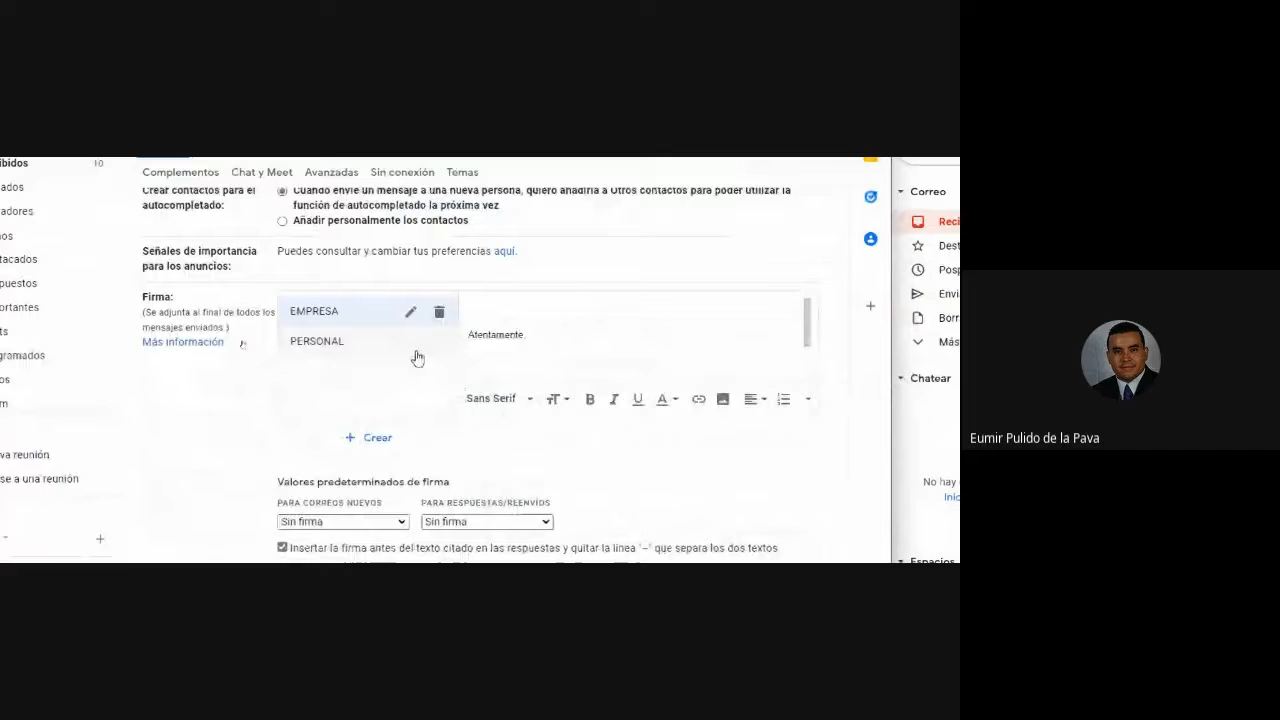 ibidos 10
ados
adores
nos
tacados
puestos
ortantes
ts
gramados
os
m
va reunión
se a una reunión
Complementos Chat y Meet Avanzadas Sin conexión Temas
Crear contactos para el autocompletado:
Cuando envíe un mensaje a una nueva persona, quiero añadirla a Otros contactos para poder utilizar la
función de autocompletado la próxima vez
Añadir personalmente los contactos
Señales de importancia
para los anuncios:
Puedes consultar y cambiar tus preferencias aquí.
Firma:
(Se adjunta al final de todos los
mensajes enviados.)
Más información
EMPRESA
PERSONAL
Atentamente
Sans Serif
+ Crear
Valores predeterminados de firma
PARA CORREOS NUEVOS PARA RESPUESTAS/REENVÍOS
Sin firma Sin firma
Insertar la firma antes del texto citado en las respuestas y quitar la línea "--" que separa los dos textos
Correo
Reci
Dest
Posp
Envi
Borr
Más
Chatear
No hay
Inic
Espacios
Eumir Pulido de la Pava